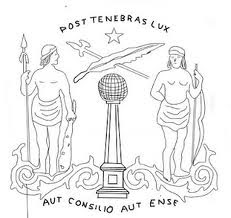 POST TENEBRAS LUX
AUT CONSILIO AUT ENSE